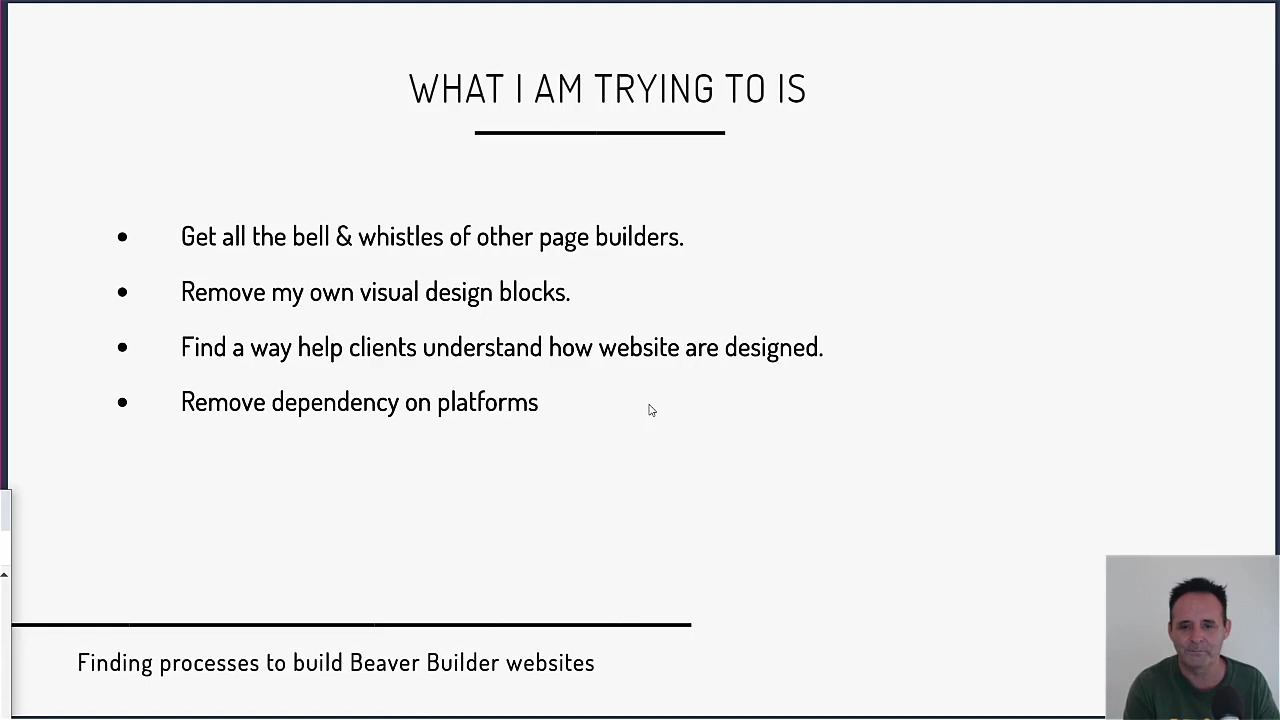 WHAT I AM TRYING TO IS
Get all the bell & whistles of other page builders.
Remove my own visual design blocks.
Find a way help clients understand how website are designed.
Remove dependency on platforms
Finding processes to build Beaver Builder websites